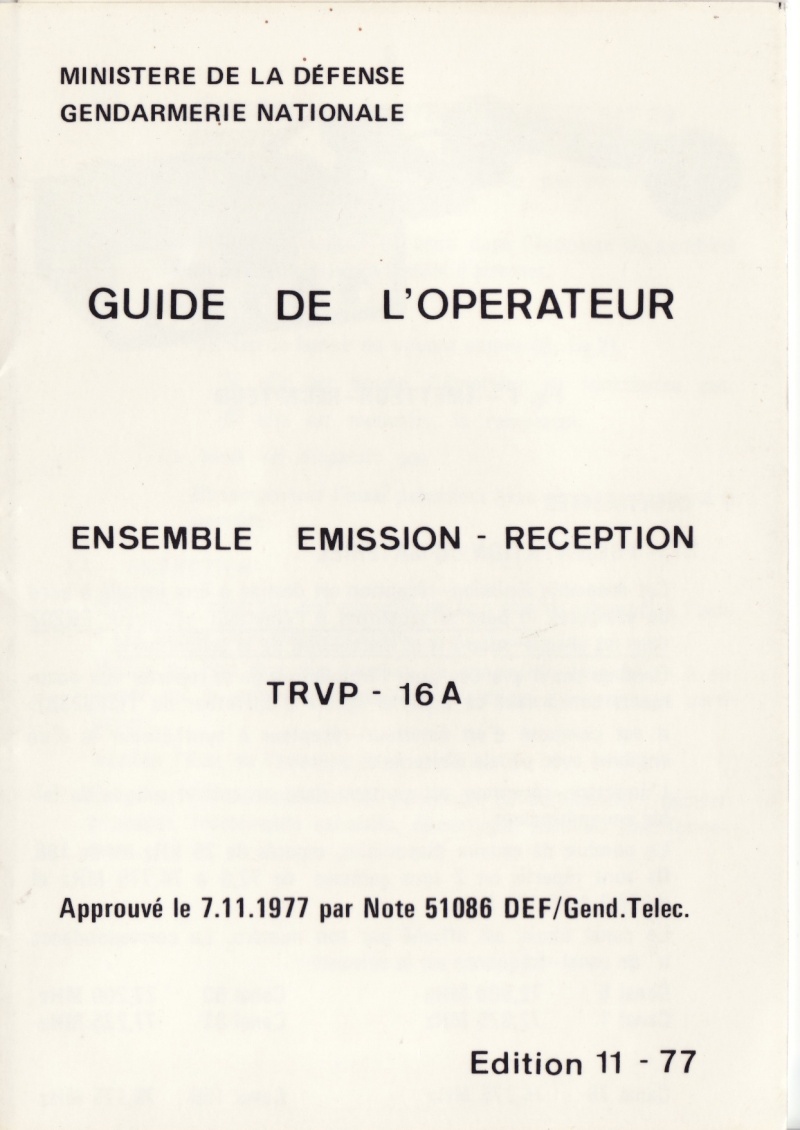 MINISTERE DE LA DÉFENSE
GENDARMERIE NATIONALE
GUIDE DE L'OPERATEUR
ENSEMBLE EMISSION - RECEPTION
TRVP - 16 A
Approuvé le 7.11.1977 par Note 51086 DEF/Gend.Telec.
Edition 11 - 77